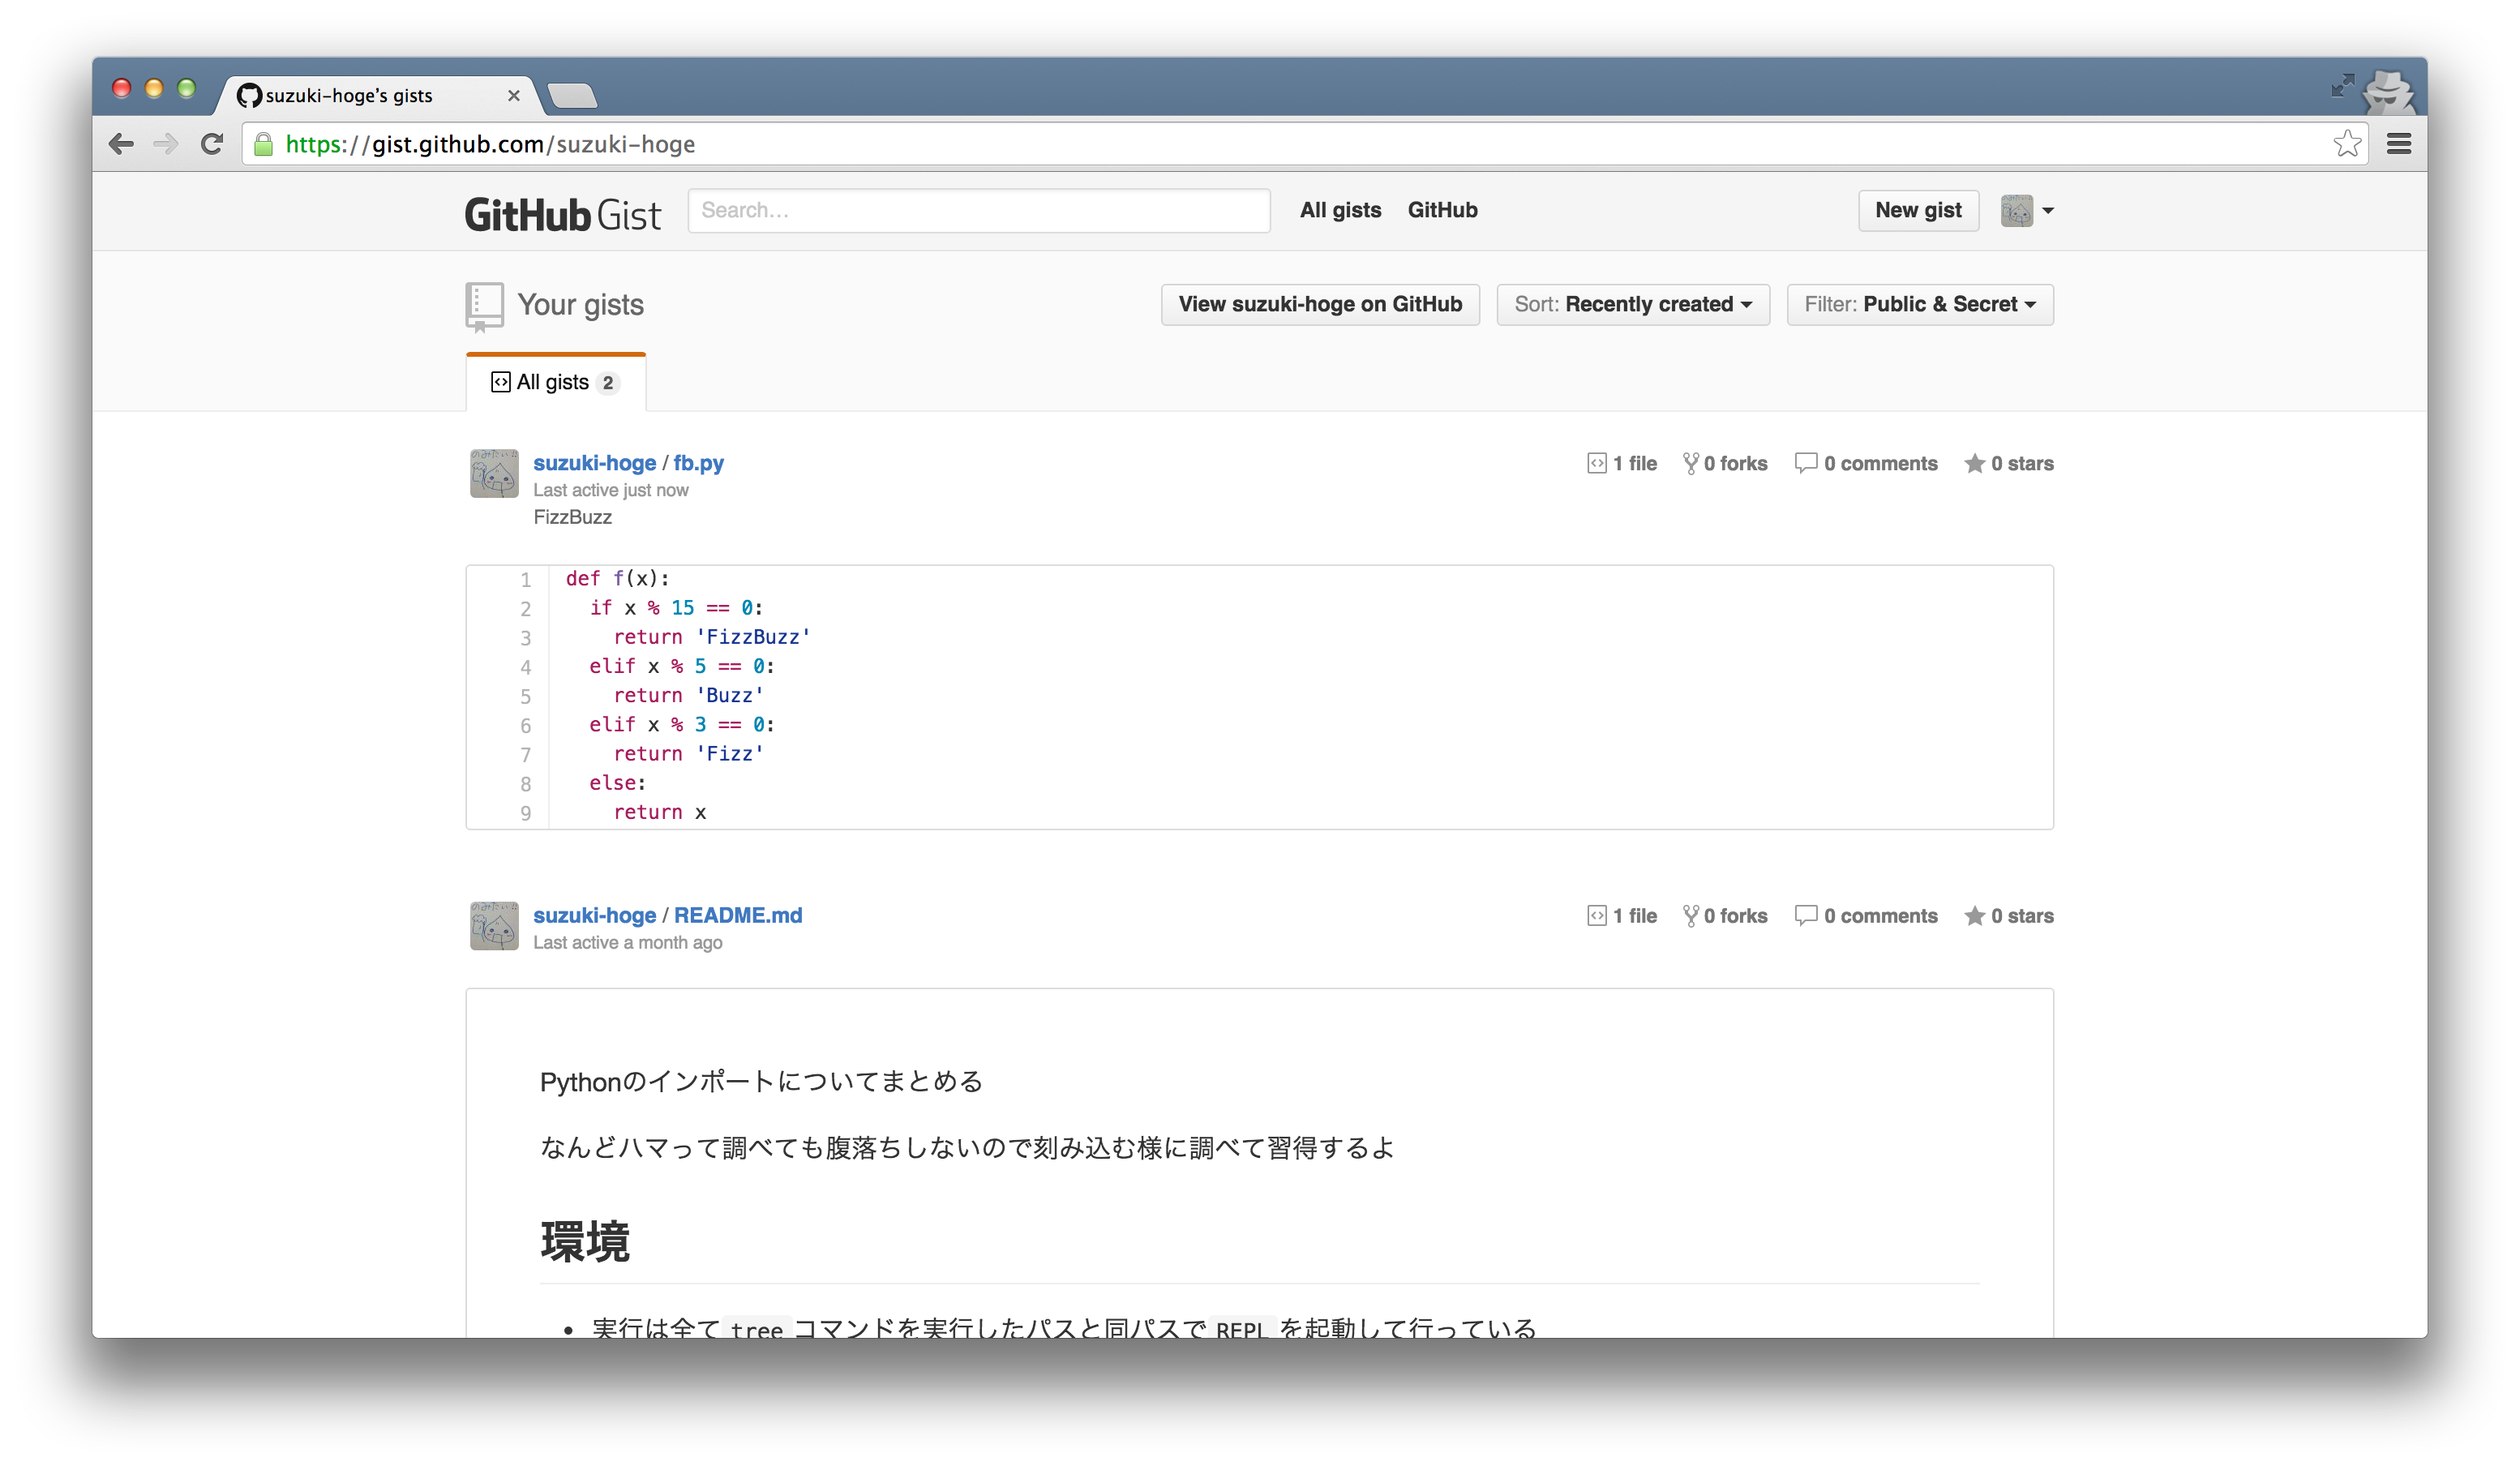 suzuki-hoge's gists
https://gist.github.com/suzuki-hoge
GitHub Gist Search... All gists GitHub New gist
Your gists View suzuki-hoge on GitHub Sort: Recently created Filter: Public & Secret
All gists 2
suzuki-hoge / fb.py 1 file 0 forks 0 comments 0 stars
Last active just now
FizzBuzz
1 def f(x):
2   if x % 15 == 0:
3     return 'FizzBuzz'
4   elif x % 5 == 0:
5     return 'Buzz'
6   elif x % 3 == 0:
7     return 'Fizz'
8   else:
9     return x
suzuki-hoge / README.md 1 file 0 forks 0 comments 0 stars
Last active a month ago
Pythonのインポートについてまとめる
なんどハマって調べても腹落ちしないので刻み込む様に調べて習得するよ
環境
• 実行は全て tree コマンドを実行したパスと同パスで REPL を起動して行っている